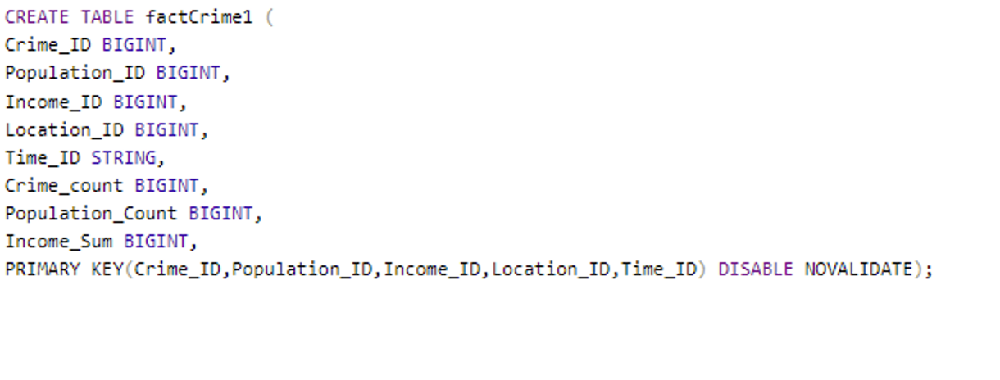 CREATE TABLE factCrime1 (
Crime_ID BIGINT,
Population_ID BIGINT,
Income_ID BIGINT,
Location_ID BIGINT,
Time_ID STRING,
Crime_count BIGINT,
Population_Count BIGINT,
Income_Sum BIGINT,
PRIMARY KEY(Crime_ID,Population_ID,Income_ID,Location_ID,Time_ID) DISABLE NOVALIDATE);